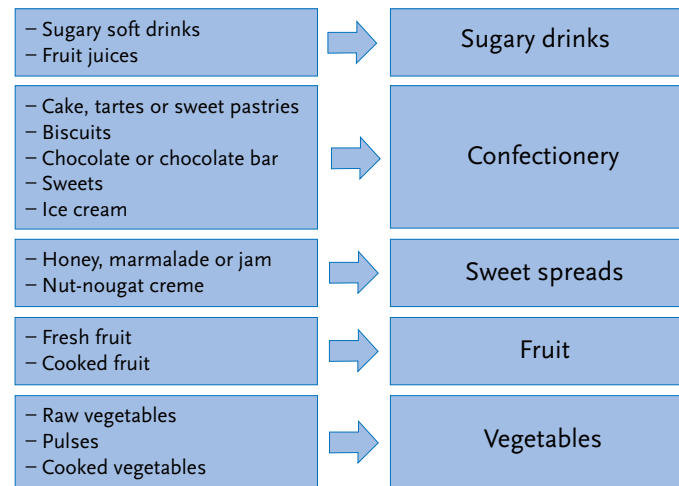 – Sugary soft drinks
– Fruit juices
Sugary drinks
– Cake, tartes or sweet pastries
– Biscuits
– Chocolate or chocolate bar
– Sweets
– Ice cream
Confectionery
– Honey, marmalade or jam
– Nut-nougat creme
Sweet spreads
– Fresh fruit
– Cooked fruit
Fruit
– Raw vegetables
– Pulses
– Cooked vegetables
Vegetables